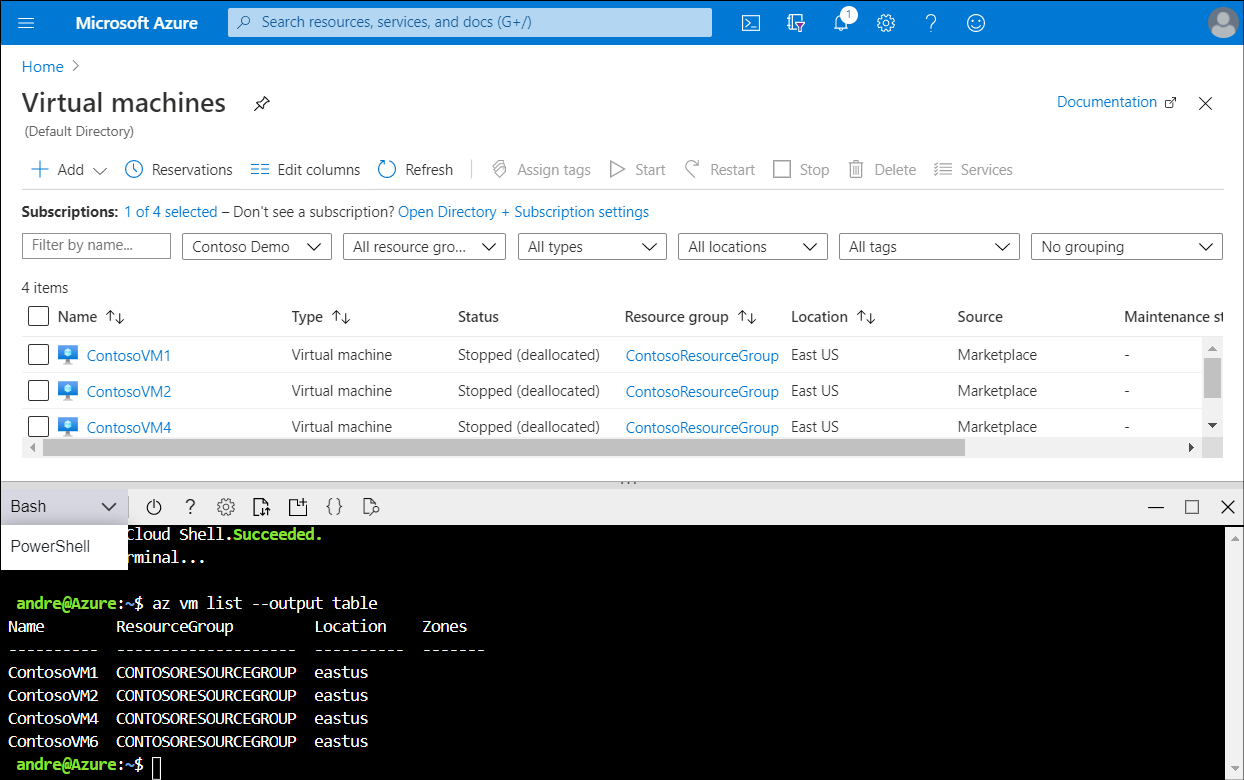 Microsoft Azure Search resources, services, and docs (G+/) 1
Home
Virtual machines
Documentation
(Default Directory)
Add Reservations Edit columns Refresh Assign tags Start Restart Stop Delete Services
Subscriptions: 1 of 4 selected – Don't see a subscription? Open Directory + Subscription settings
Filter by name... Contoso Demo All resource gro... All types All locations All tags No grouping
4 items
Name Type Status Resource group Location Source Maintenance st
ContosoVM1 Virtual machine Stopped (deallocated) ContosoResourceGroup East US Marketplace -
ContosoVM2 Virtual machine Stopped (deallocated) ContosoResourceGroup East US Marketplace -
ContosoVM4 Virtual machine Stopped (deallocated) ContosoResourceGroup East US Marketplace -
Bash
Cloud Shell.Succeeded.
PowerShell
rminal...
andre@Azure:~$ az vm list --output table
Name ResourceGroup Location Zones
---------- -------------------- ---------- -------
ContosoVM1 CONTOSORESOURCEGROUP eastus
ContosoVM2 CONTOSORESOURCEGROUP eastus
ContosoVM4 CONTOSORESOURCEGROUP eastus
ContosoVM6 CONTOSORESOURCEGROUP eastus
andre@Azure:~$